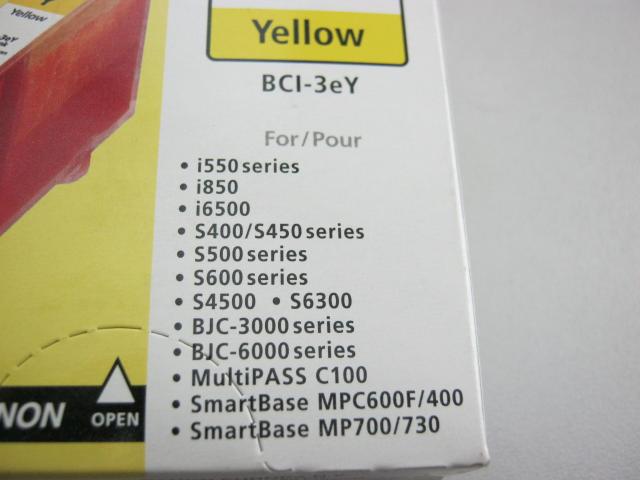 Yellow
3eY
Yellow
BCI-3eY
For/Pour
• i550 series
• i850
• i6500
• S400/S450 series
• S500 series
• S600 series
• S4500 • S6300
• BJC-3000 series
• BJC-6000 series
• MultiPASS C100
• SmartBase MPC600F/400
• SmartBase MP700/730
NON
OPEN